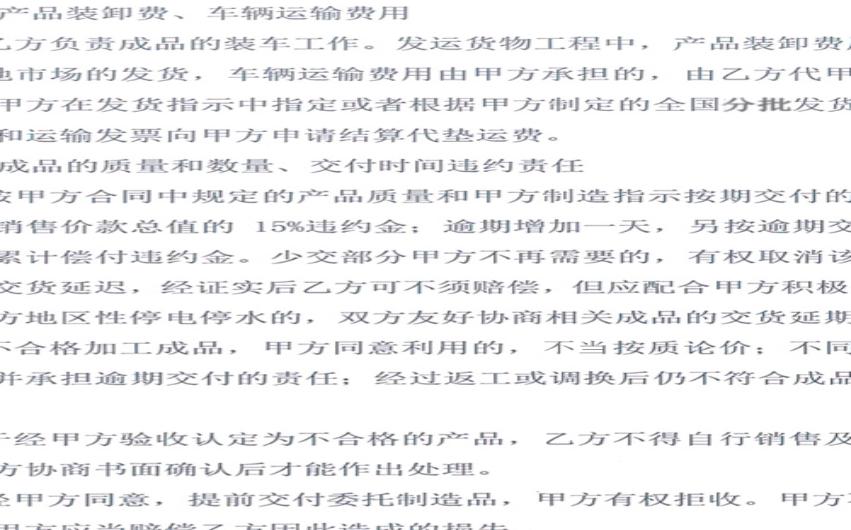 产品装卸费、车辆运输费用
乙方负责成品的装车工作。发运货物工程中，产品装卸费
地市场的发货，车辆运输费用由甲方承担的，由乙方代甲
甲方在发货指示中指定或者根据甲方制定的全国分批发货
和运输发票向甲方申请结算代垫运费。
成品的质量和数量、交付时间违约责任
按甲方合同中规定的产品质量和甲方制造指示按期交付的
销售价款总值的 15%违约金；逾期增加一天，另按逾期交
累计偿付违约金。少交部分甲方不再需要的，有权取消该
交货延迟，经证实后乙方可不须赔偿，但应配合甲方积极
方地区性停电停水的，双方友好协商相关成品的交货延期
不合格加工成品，甲方同意利用的，不当按质论价；不同
并承担逾期交付的责任；经过返工或调换后仍不符合成品
于经甲方验收认定为不合格的产品，乙方不得自行销售及
方协商书面确认后才能作出处理。
经甲方同意，提前交付委托制造品，甲方有权拒收。甲方
甲方应当赔偿乙方因此造成的损失